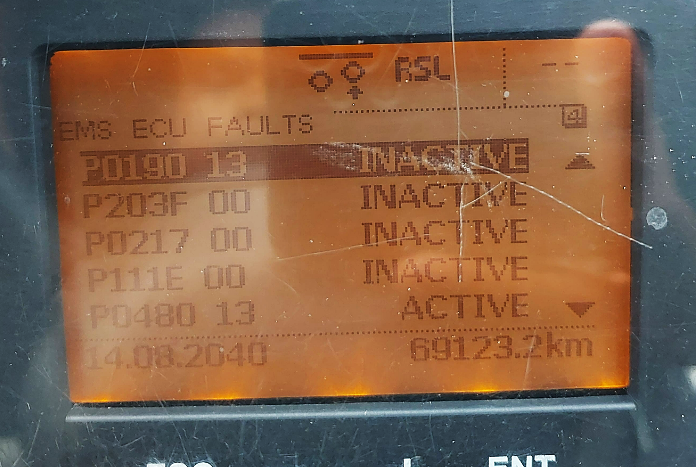 RSL --
EMS ECU FAULTS
P0190 13 INACTIVE
P203F 00 INACTIVE
P0217 00 INACTIVE
P111E 00 INACTIVE
P0480 13 ACTIVE
14.08.2040 69123.2km
ENT